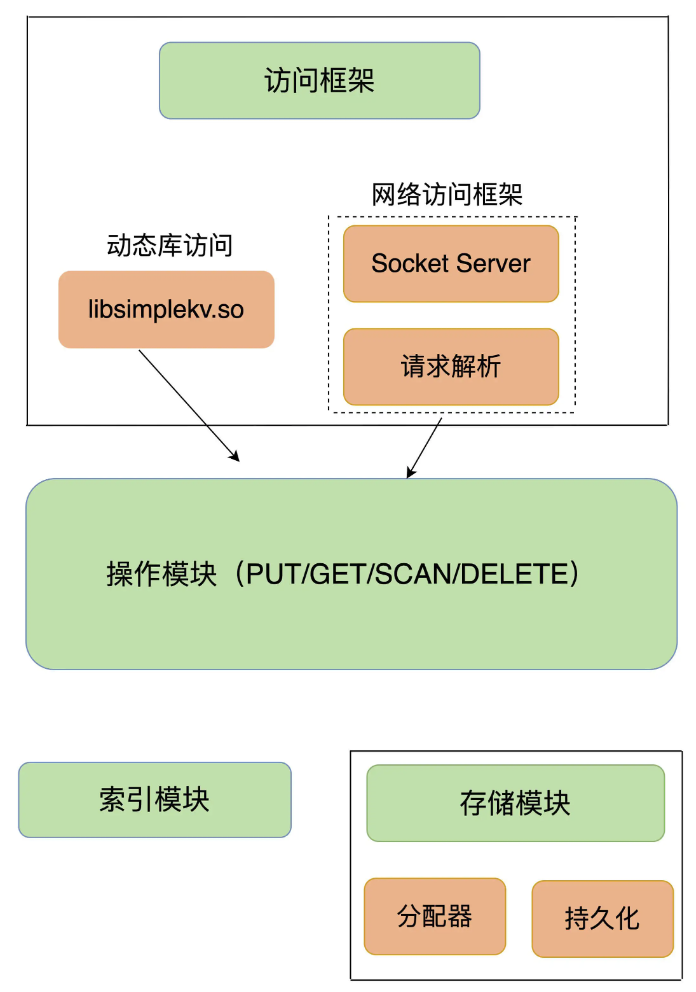 访问框架
网络访问框架
动态库访问
Socket Server
libsimplekv.so
请求解析
操作模块（PUT/GET/SCAN/DELETE）
索引模块
存储模块
分配器
持久化